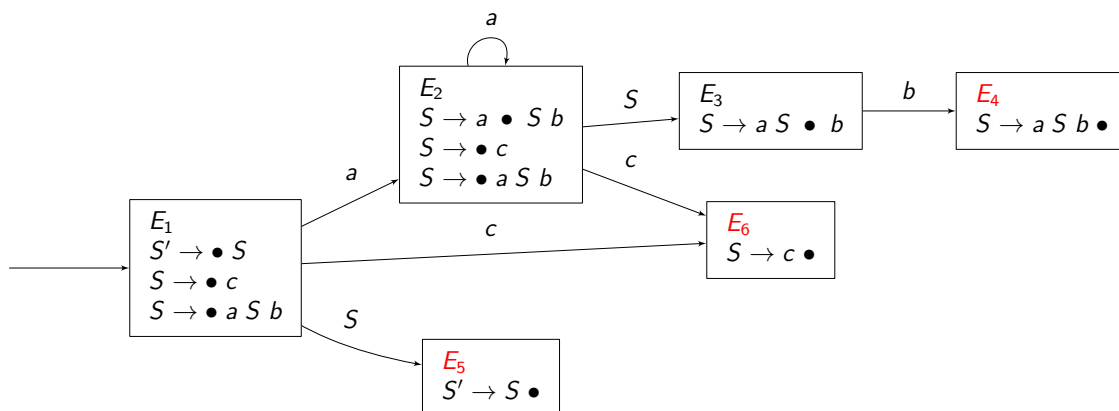 a
E₂
S → a • S b
S → • c
S → • a S b
S
E₃
S → a S • b
b
E₄
S → a S b •
a
c
E₁
S′ → • S
S → • c
S → • a S b
c
E₆
S → c •
S
E₅
S′ → S •